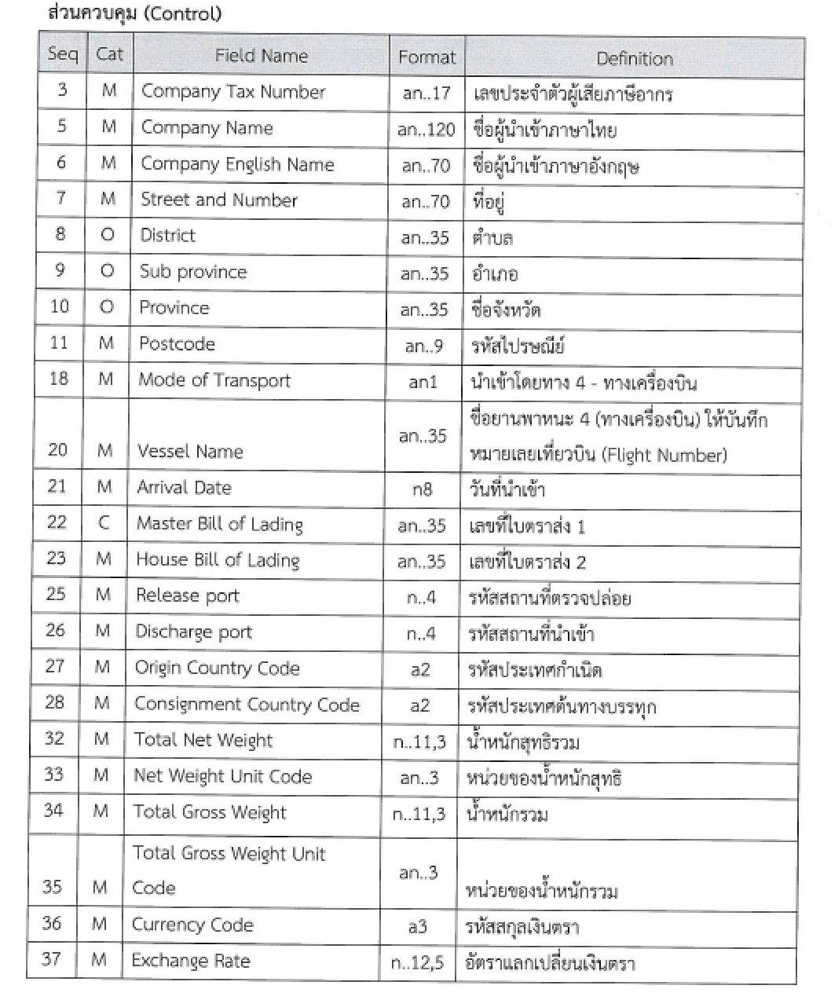 ส่วนควบคุม (Control)
Seq Cat Field Name Format Definition
3 M Company Tax Number an..17 เลขประจำตัวผู้เสียภาษีอากร
5 M Company Name an..120 ชื่อผู้นำเข้าภาษาไทย
6 M Company English Name an..70 ชื่อผู้นำเข้าภาษาอังกฤษ
7 M Street and Number an..70 ที่อยู่
8 O District an..35 ตำบล
9 O Sub province an..35 อำเภอ
10 O Province an..35 ชื่อจังหวัด
11 M Postcode an..9 รหัสไปรษณีย์
18 M Mode of Transport an1 นำเข้าโดยทาง 4 - ทางเครื่องบิน
ชื่อยานพาหนะ 4 (ทางเครื่องบิน) ให้บันทึก
20 M Vessel Name an..35 หมายเลยเที่ยวบิน (Flight Number)
21 M Arrival Date n8 วันที่นำเข้า
22 C Master Bill of Lading an..35 เลขที่ใบตราส่ง 1
23 M House Bill of Lading an..35 เลขที่ใบตราส่ง 2
25 M Release port n..4 รหัสสถานที่ตรวจปล่อย
26 M Discharge port n..4 รหัสสถานที่นำเข้า
27 M Origin Country Code a2 รหัสประเทศกำเนิด
28 M Consignment Country Code a2 รหัสประเทศต้นทางบรรทุก
32 M Total Net Weight n..11,3 น้ำหนักสุทธิรวม
33 M Net Weight Unit Code an..3 หน่วยของน้ำหนักสุทธิ
34 M Total Gross Weight n..11,3 น้ำหนักรวม
Total Gross Weight Unit
35 M Code an..3 หน่วยของน้ำหนักรวม
36 M Currency Code a3 รหัสสกุลเงินตรา
37 M Exchange Rate n..12,5 อัตราแลกเปลี่ยนเงินตรา